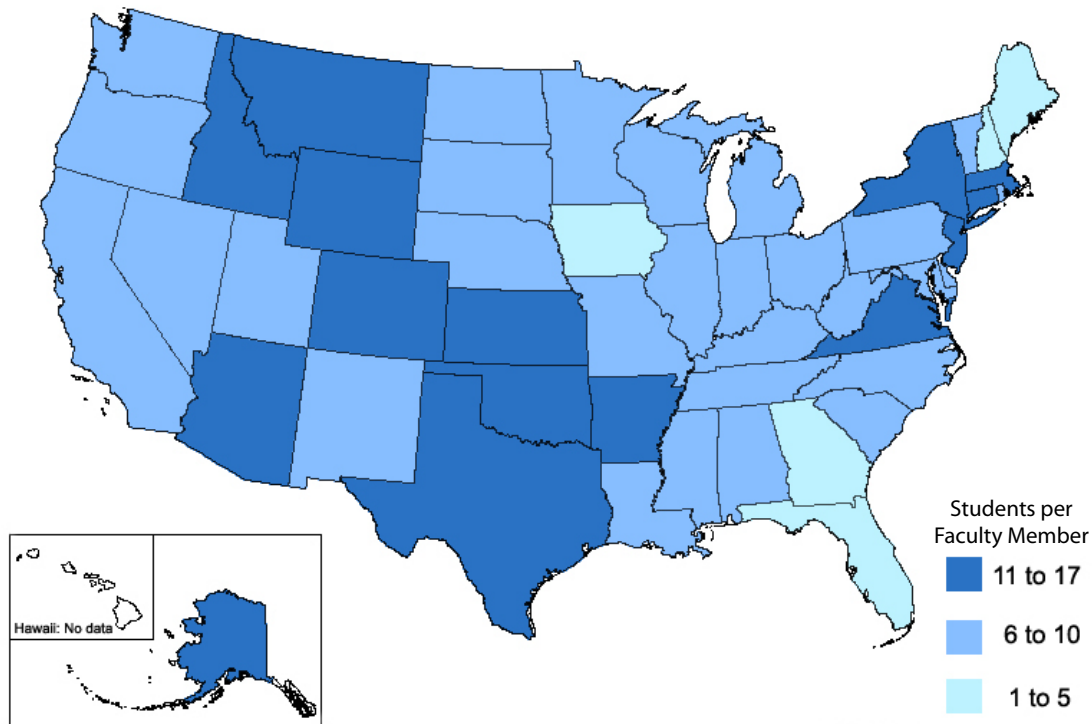 Hawaii: No data
Students per
Faculty Member
11 to 17
6 to 10
1 to 5